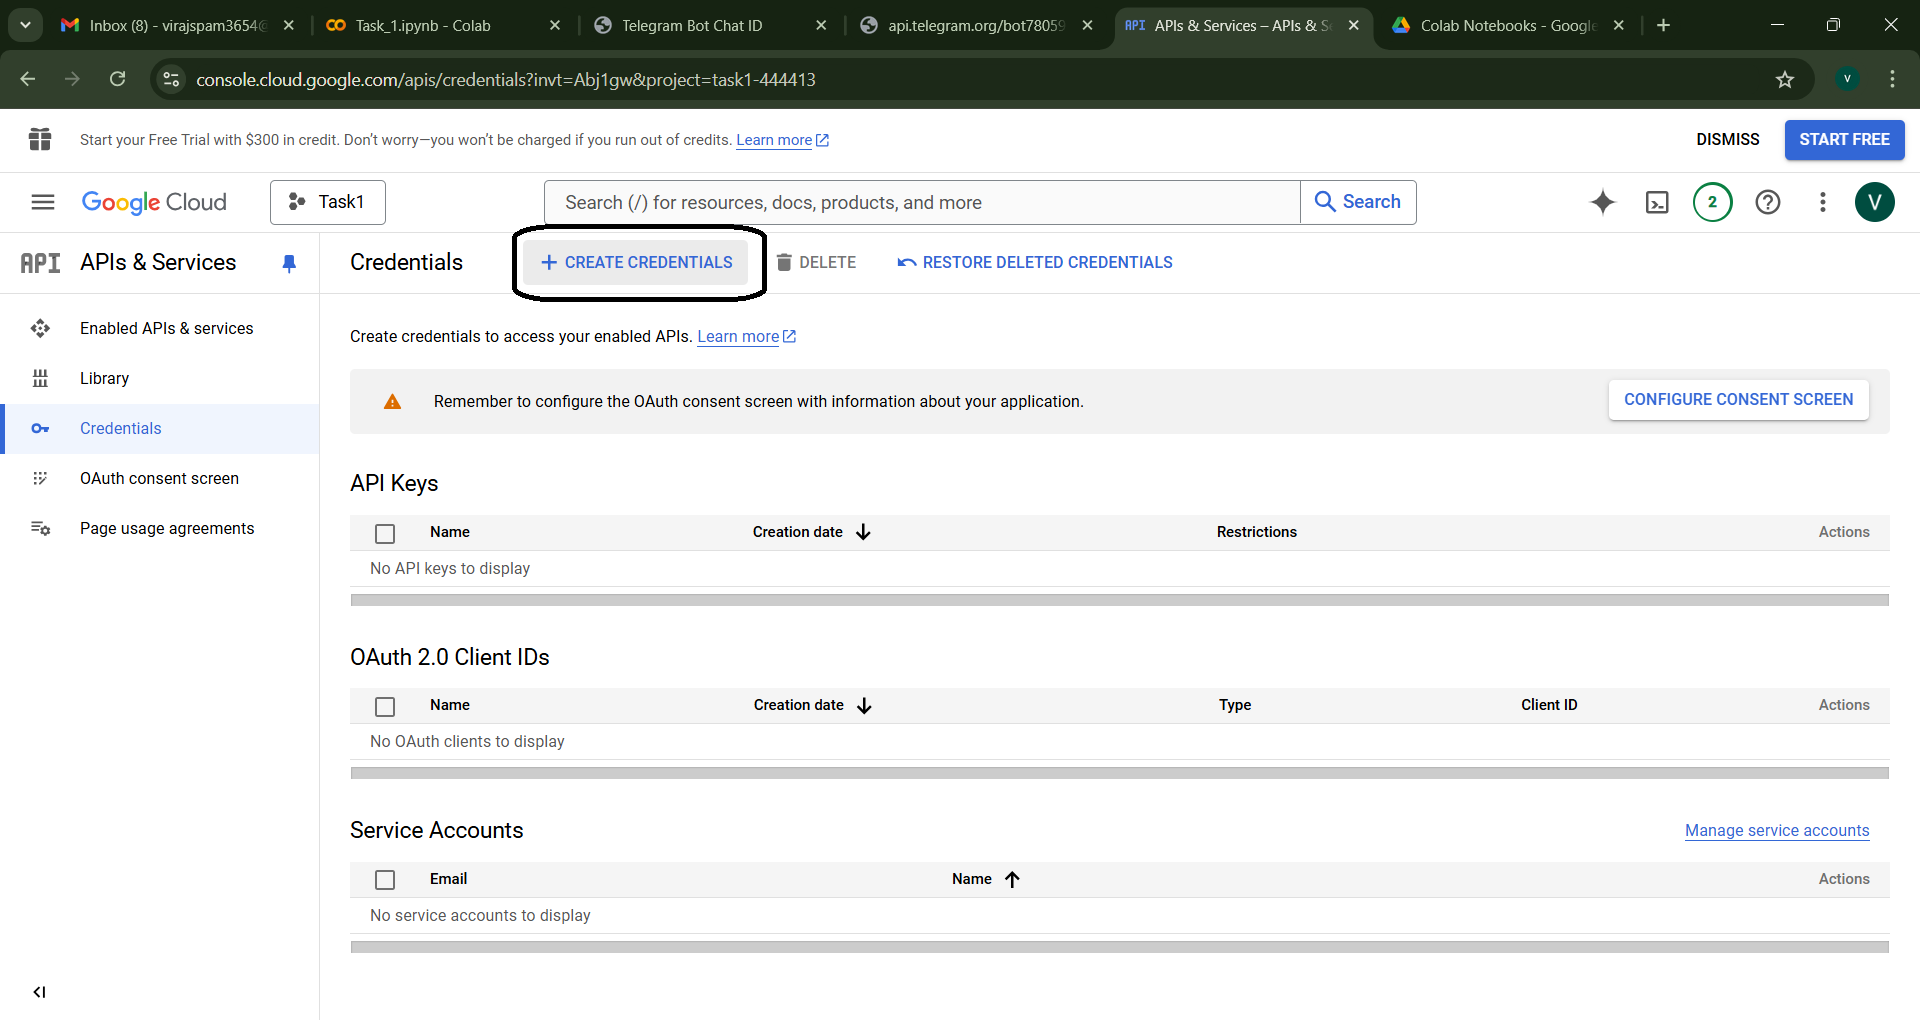 Inbox (8) - virajspam3654@
Task_1.ipynb - Colab
Telegram Bot Chat ID
api.telegram.org/bot78059
API APIs & Services – APIs & Se
Colab Notebooks - Google
console.cloud.google.com/apis/credentials?invt=Abj1gw&project=task1-444413
V
Start your Free Trial with $300 in credit. Don’t worry—you won’t be charged if you run out of credits. Learn more
DISMISS
START FREE
Google Cloud
Task1
Search (/) for resources, docs, products, and more
Search
2
V
API APIs & Services
Credentials
+ CREATE CREDENTIALS
DELETE
RESTORE DELETED CREDENTIALS
Enabled APIs & services
Library
Credentials
OAuth consent screen
Page usage agreements
Create credentials to access your enabled APIs. Learn more
Remember to configure the OAuth consent screen with information about your application.
CONFIGURE CONSENT SCREEN
API Keys
Name Creation date Restrictions Actions
No API keys to display
OAuth 2.0 Client IDs
Name Creation date Type Client ID Actions
No OAuth clients to display
Service Accounts
Manage service accounts
Email Name Actions
No service accounts to display